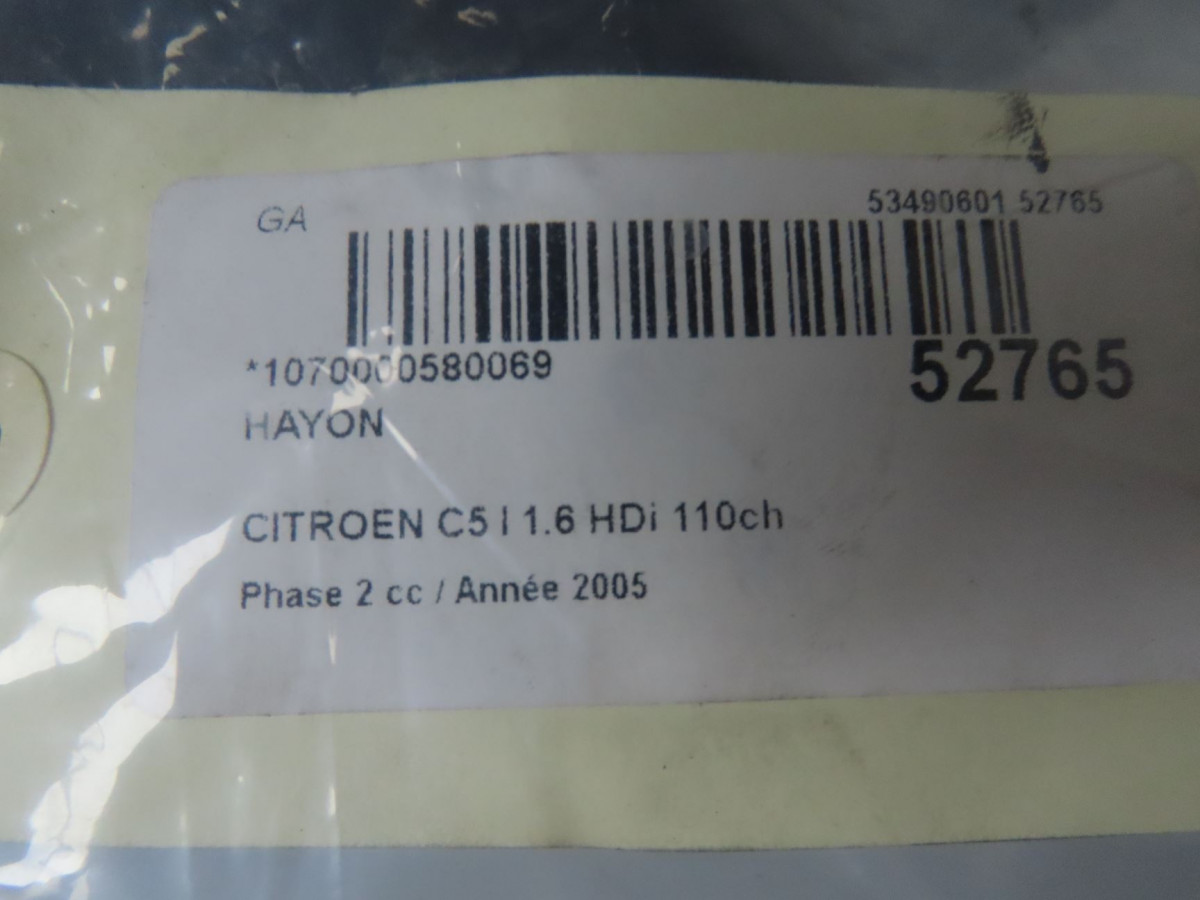 GA
53490601 52765
*1070000580069
52765
HAYON
CITROEN C5 I 1.6 HDi 110ch
Phase 2 cc / Année 2005